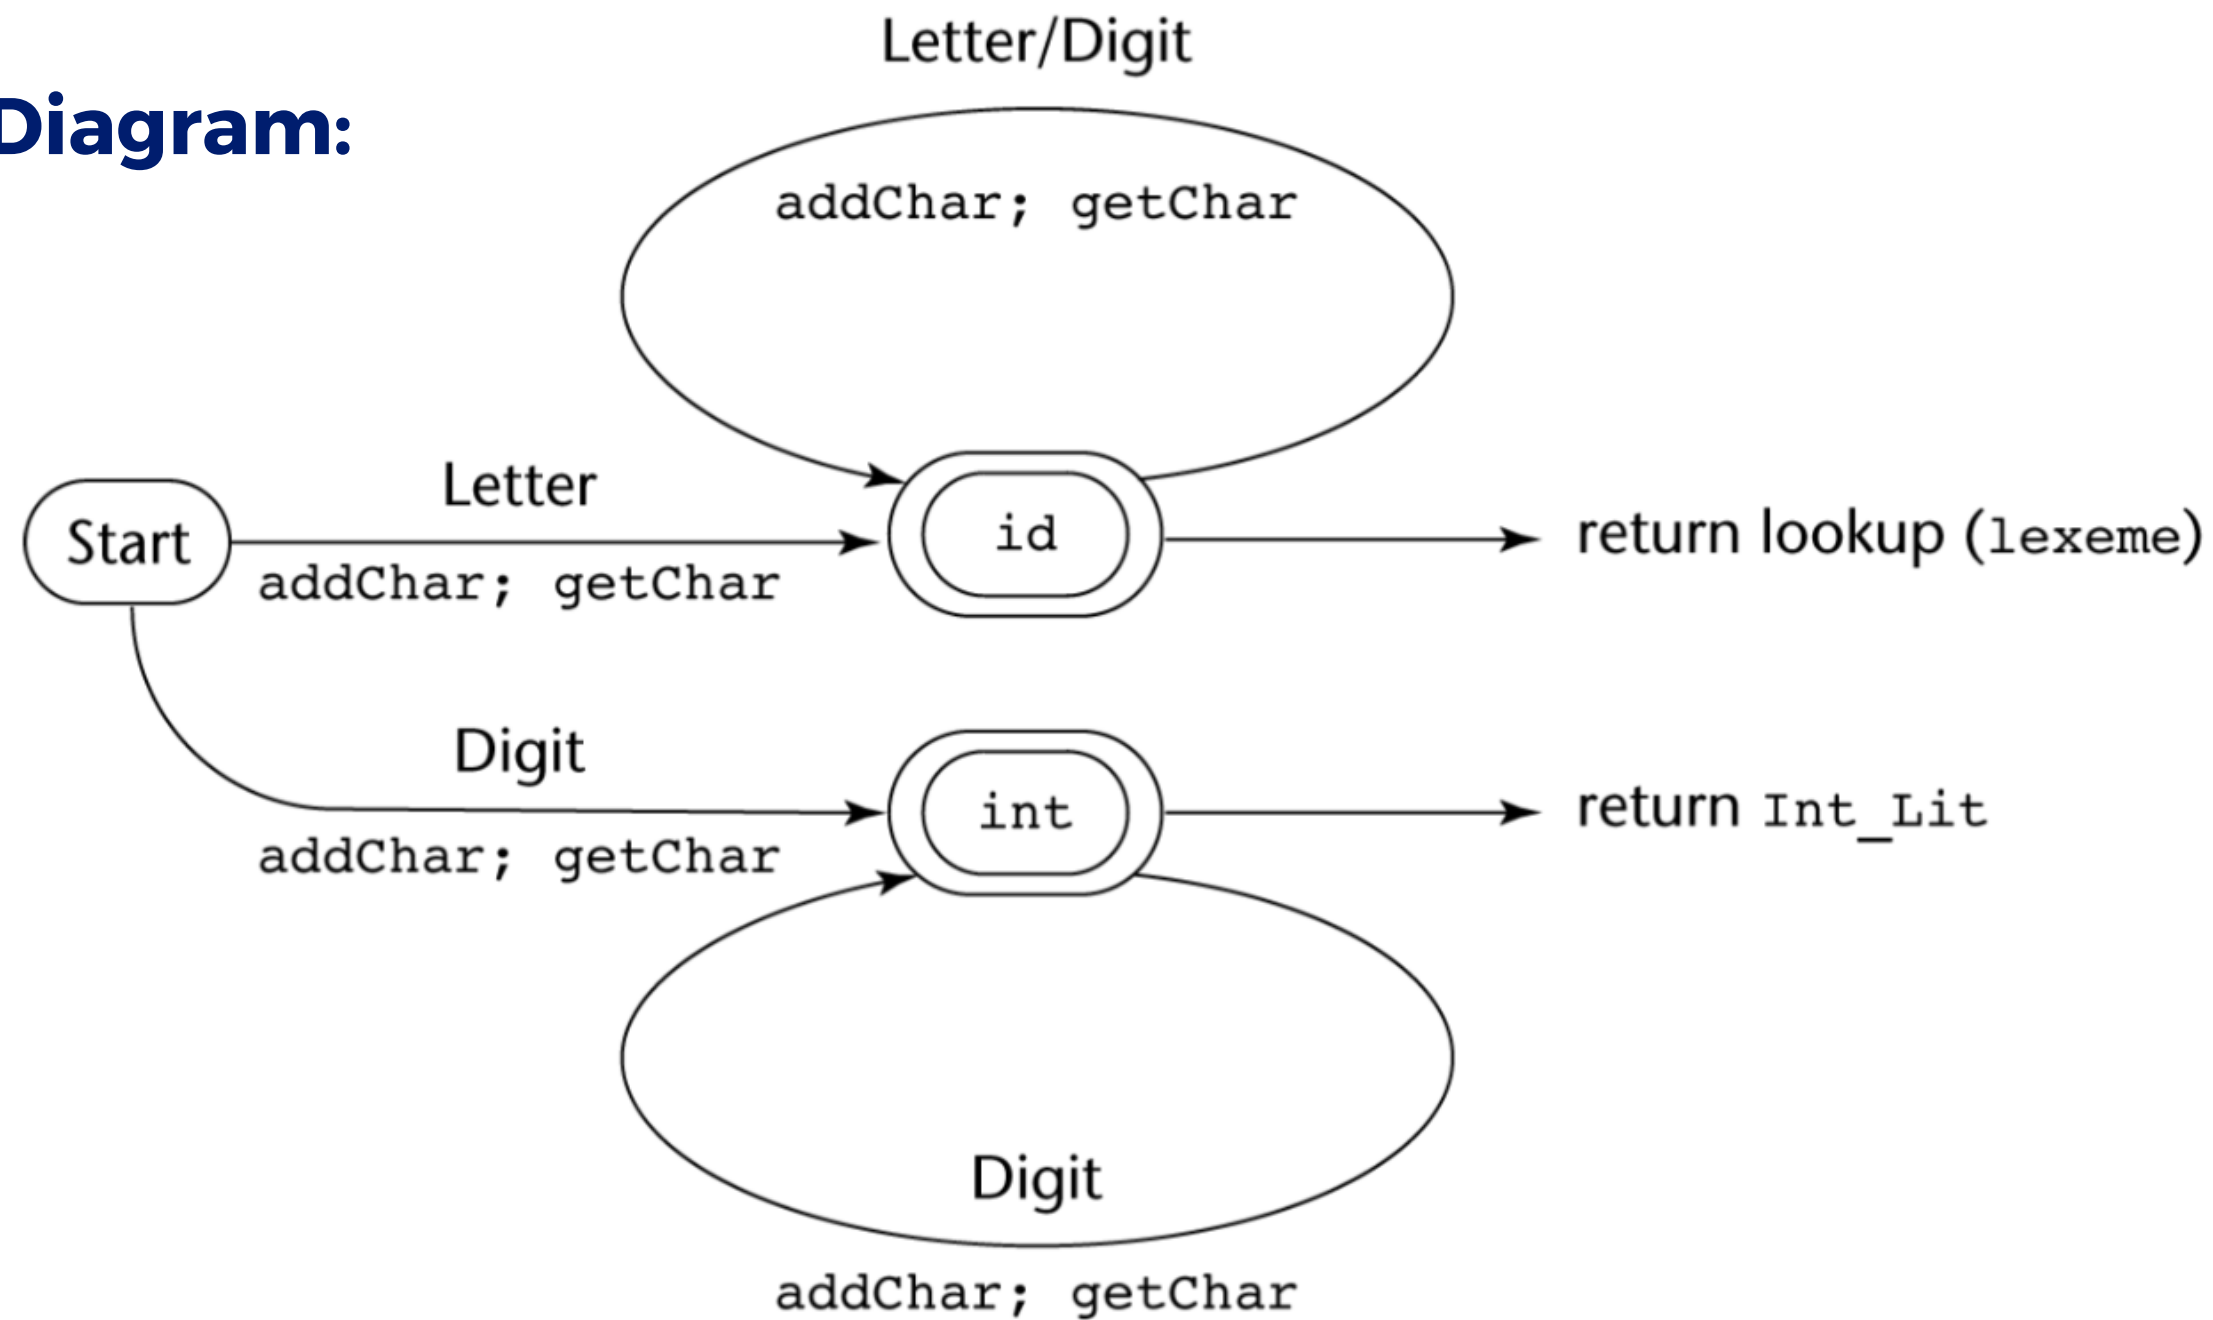 Letter/Digit
Diagram:
addChar; getChar
Letter
Start
id
return lookup (lexeme)
addChar; getChar
Digit
int
return Int_Lit
addChar; getChar
Digit
addChar; getChar